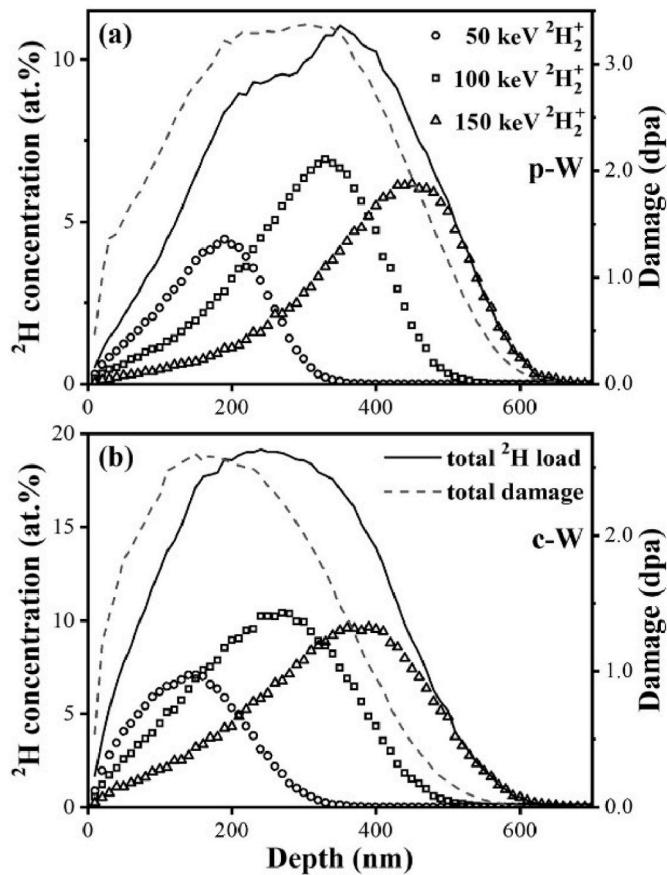 (a)
50 keV ²H₂⁺
100 keV ²H₂⁺
150 keV ²H₂⁺
p-W
²H concentration (at.%)
10
5
0
Damage (dpa)
3.0
2.0
1.0
0.0
0 200 400 600
(b)
total ²H load
total damage
c-W
²H concentration (at.%)
20
15
10
5
0
Damage (dpa)
2.0
1.0
0.0
0 200 400 600
Depth (nm)